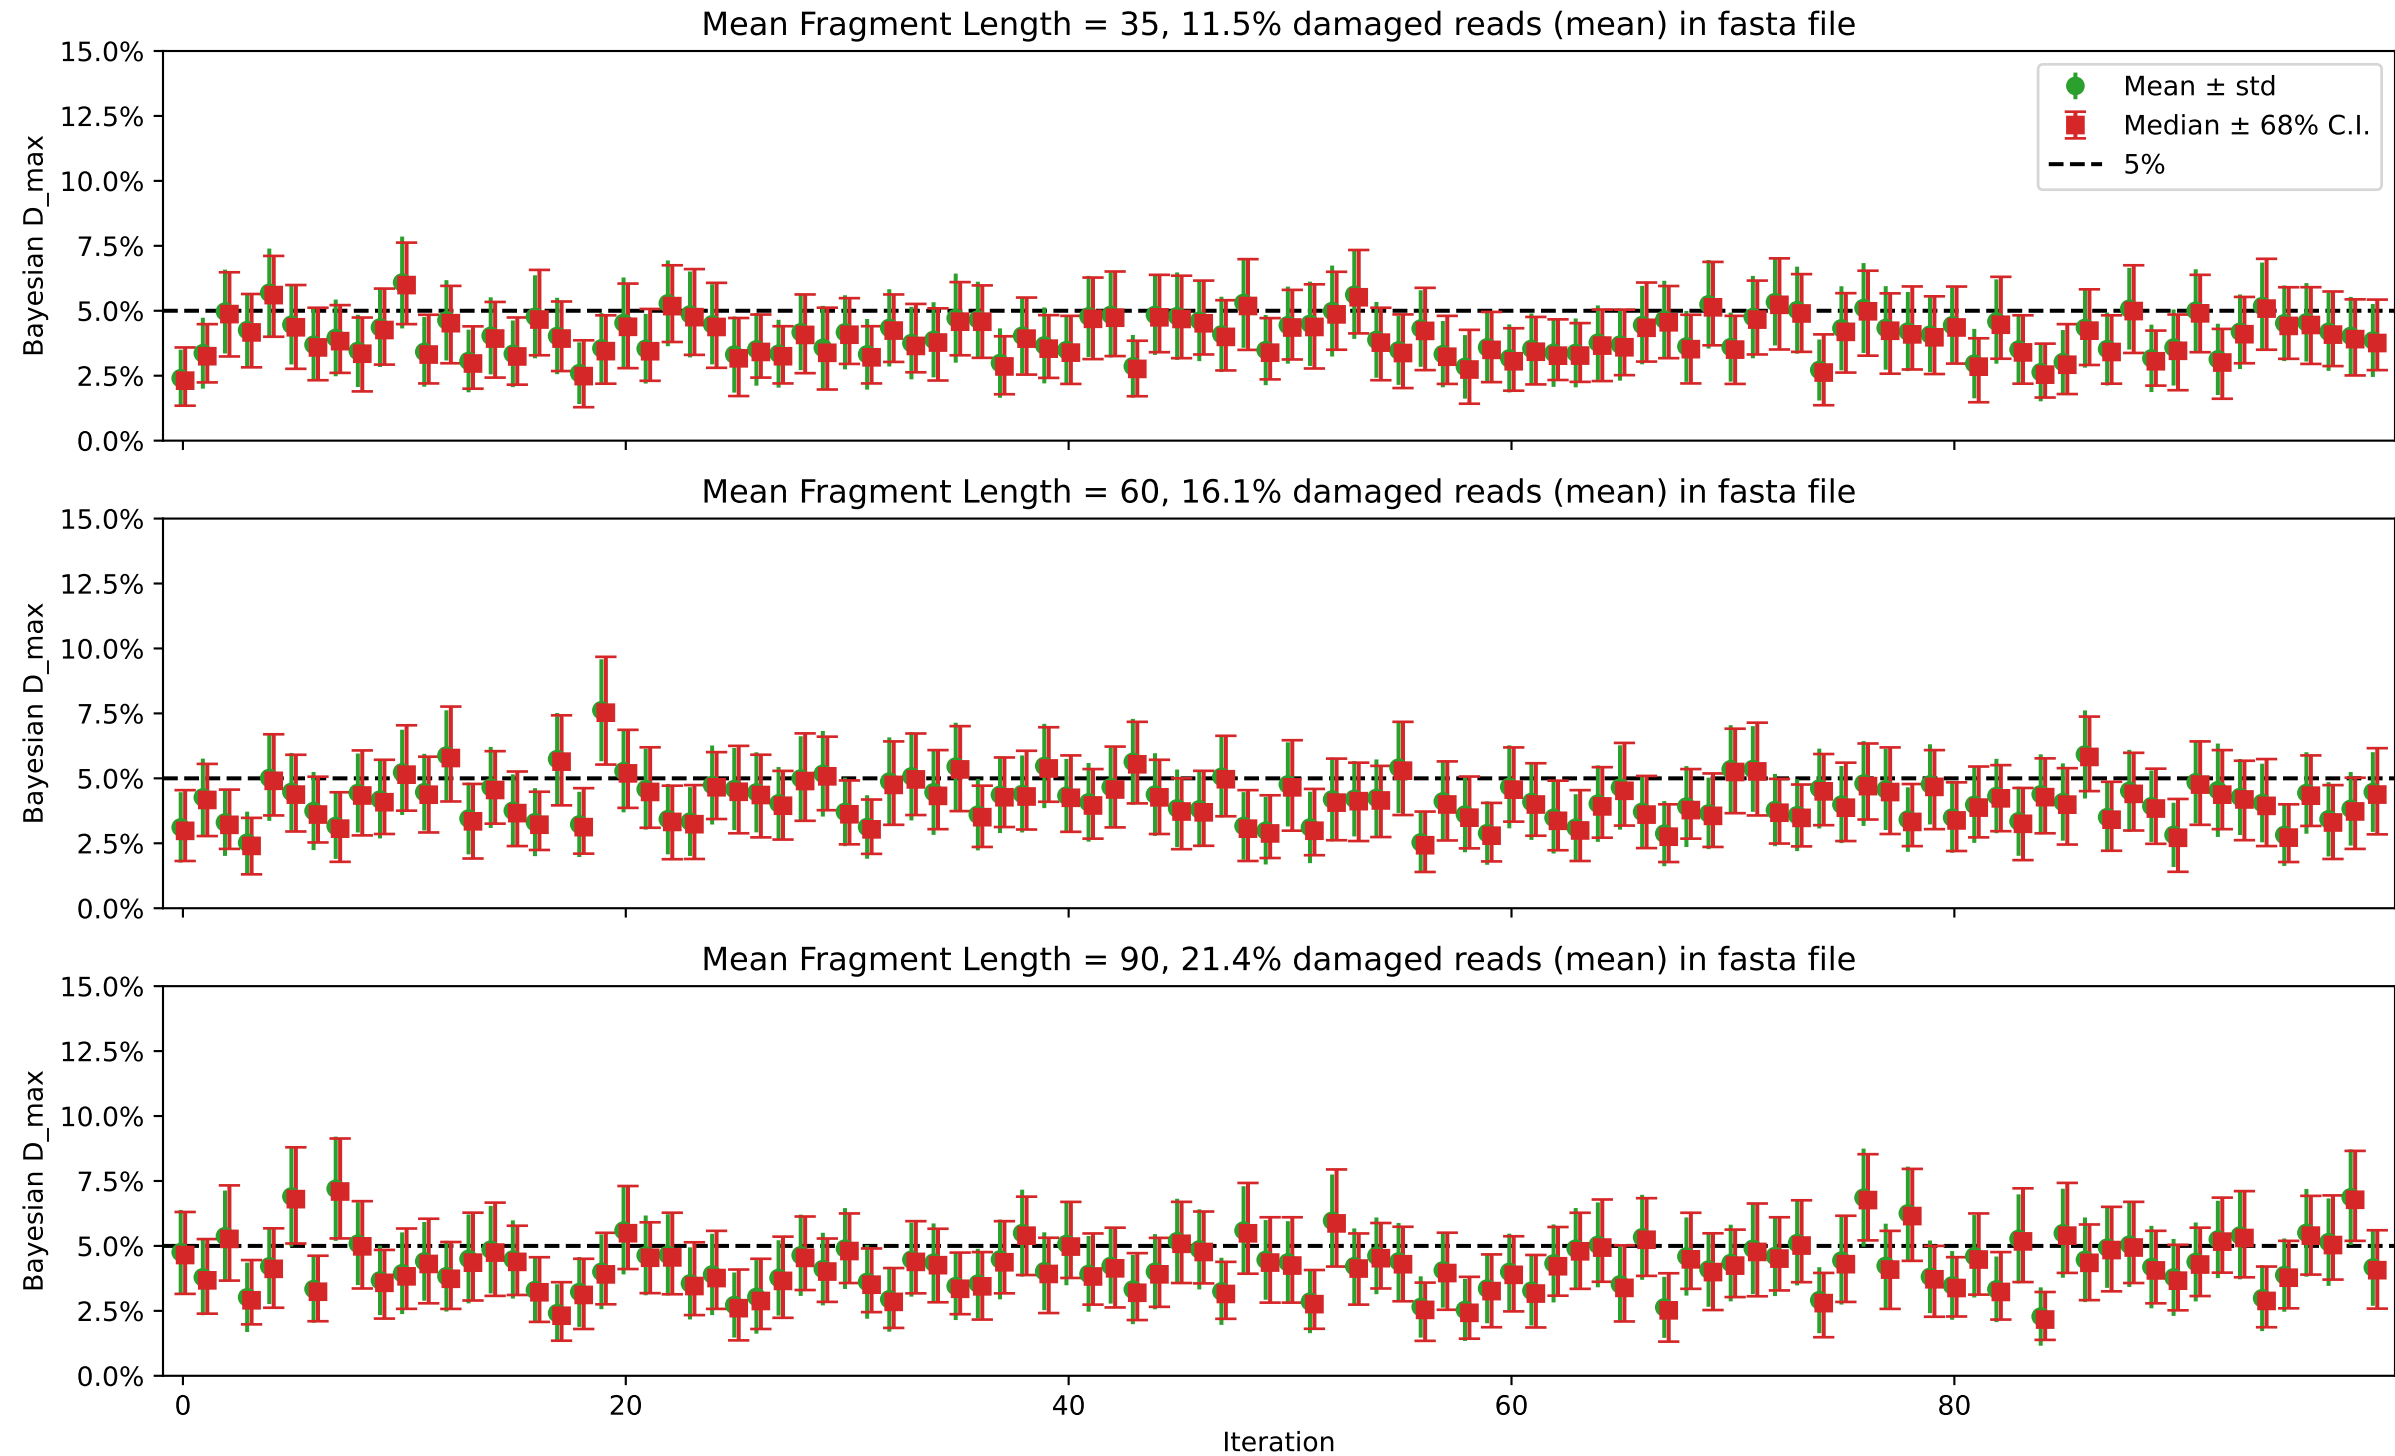 Mean Fragment Length = 35, 11.5% damaged reads (mean) in fasta file
15.0%
12.5%
10.0%
7.5%
5.0%
2.5%
0.0%
Bayesian D_max
Mean ± std
Median ± 68% C.I.
5%
Mean Fragment Length = 60, 16.1% damaged reads (mean) in fasta file
15.0%
12.5%
10.0%
7.5%
5.0%
2.5%
0.0%
Bayesian D_max
Mean Fragment Length = 90, 21.4% damaged reads (mean) in fasta file
15.0%
12.5%
10.0%
7.5%
5.0%
2.5%
0.0%
Bayesian D_max
0 20 40 60 80
Iteration